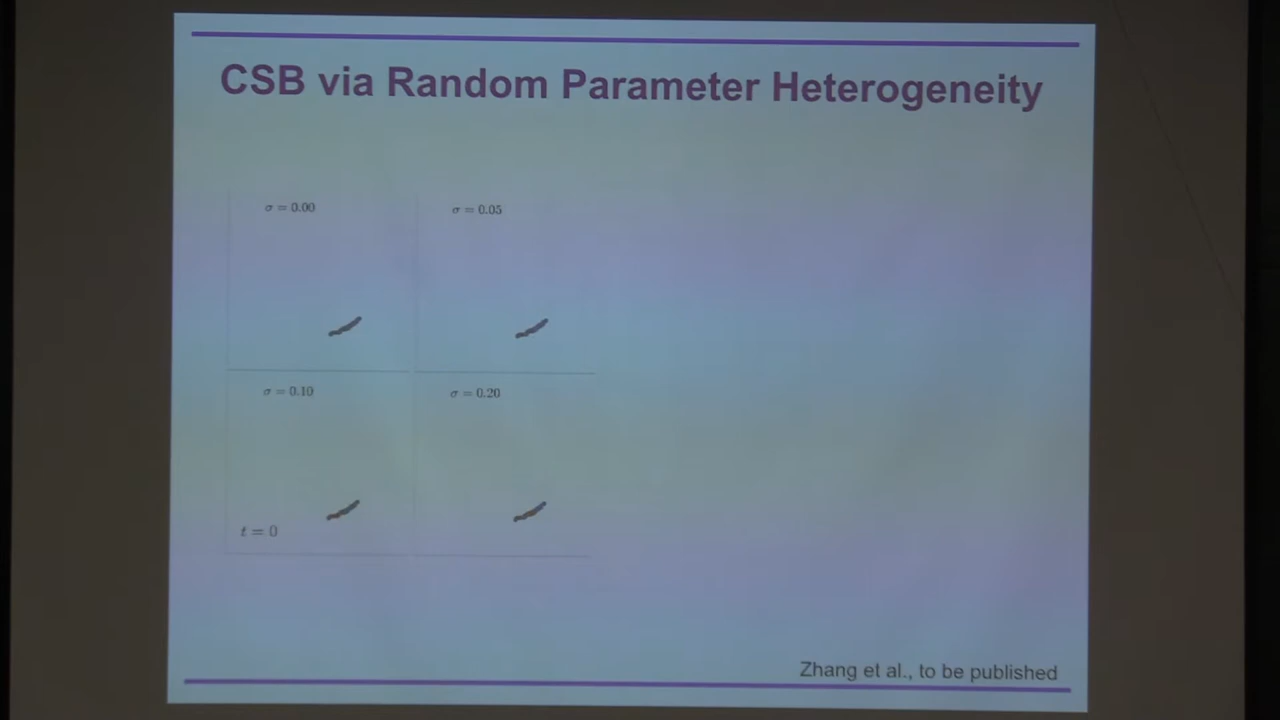 CSB via Random Parameter Heterogeneity
σ = 0.00
σ = 0.05
σ = 0.10
σ = 0.20
t = 0
Zhang et al., to be published